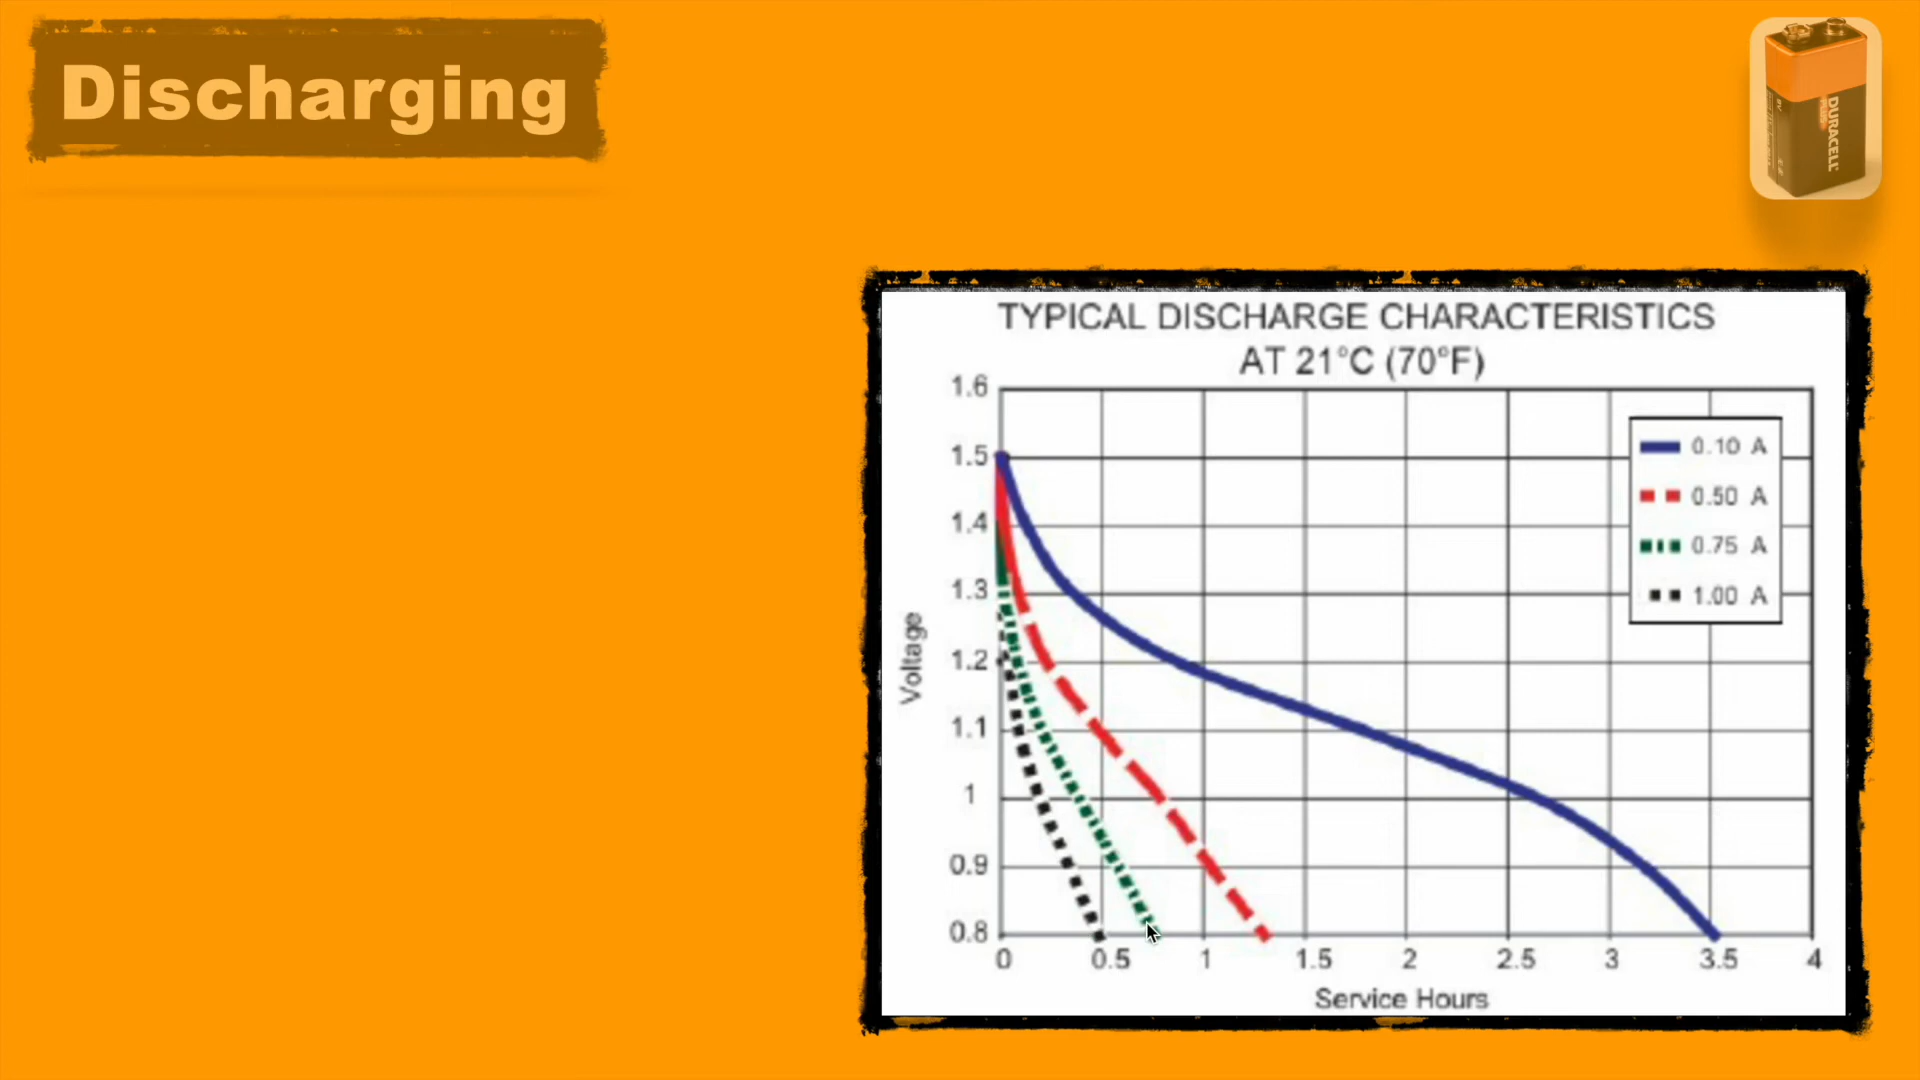 Discharging
DURACELL
PLUS
TYPICAL DISCHARGE CHARACTERISTICS
AT 21°C (70°F)
1.6
1.5
1.4
1.3
1.2
1.1
1
0.9
0.8
Voltage
0.10 A
0.50 A
0.75 A
1.00 A
0 0.5 1 1.5 2 2.5 3 3.5 4
Service Hours